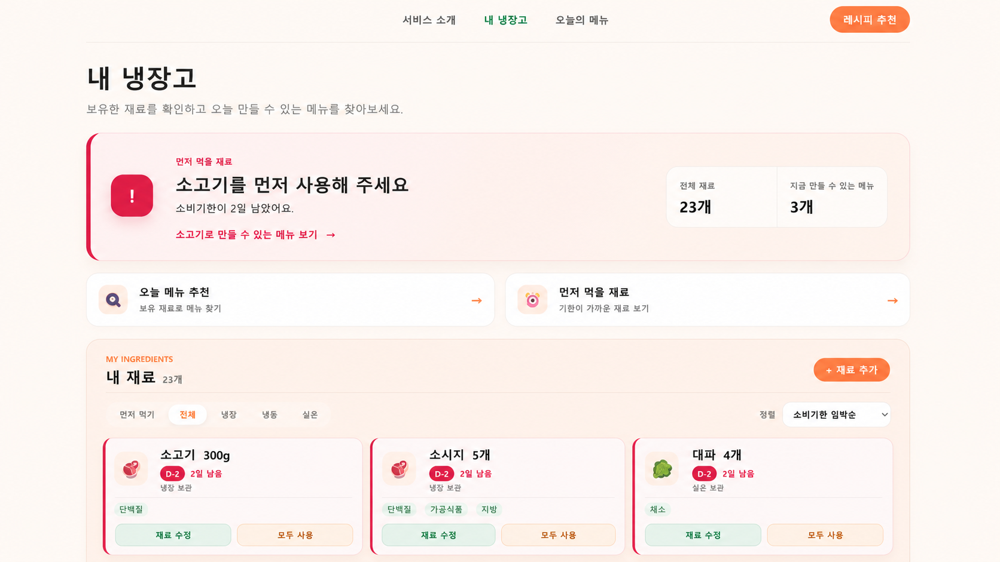 서비스 소개
내 냉장고
오늘의 메뉴
레시피 추천
내 냉장고
보유한 재료를 확인하고 오늘 만들 수 있는 메뉴를 찾아보세요.
!
먼저 먹을 재료
소고기를 먼저 사용해 주세요
소비기한이 2일 남았어요.
소고기로 만들 수 있는 메뉴 보기 →
전체 재료
23개
지금 만들 수 있는 메뉴
3개
오늘 메뉴 추천
보유 재료로 메뉴 찾기
→
먼저 먹을 재료
기한이 가까운 재료 보기
→
MY INGREDIENTS
내 재료 23개
+ 재료 추가
먼저 먹기
전체
냉장
냉동
실온
정렬
소비기한 임박순
소고기 300g
D-2 2일 남음
냉장 보관
단백질
재료 수정
모두 사용
소시지 5개
D-2 2일 남음
냉장 보관
단백질 가공식품 지방
재료 수정
모두 사용
대파 4개
D-2 2일 남음
실온 보관
채소
재료 수정
모두 사용